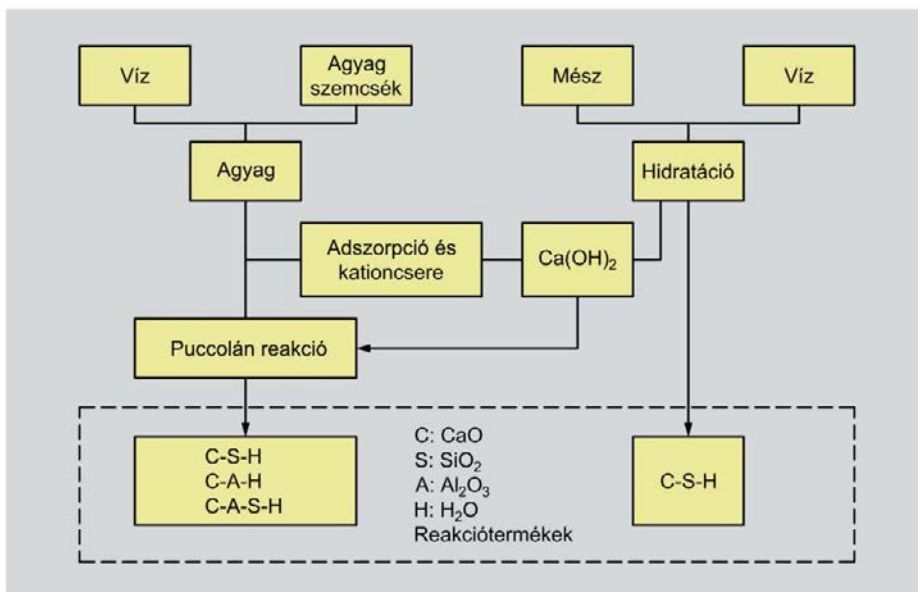 Víz
Agyag
szemcsék
Mész
Víz
Agyag
Hidratáció
Adszorpció és
kationcsere
Ca(OH)₂
Puccolán reakció
C-S-H
C-A-H
C-A-S-H
C: CaO
S: SiO₂
A: Al₂O₃
H: H₂O
Reakciótermékek
C-S-H